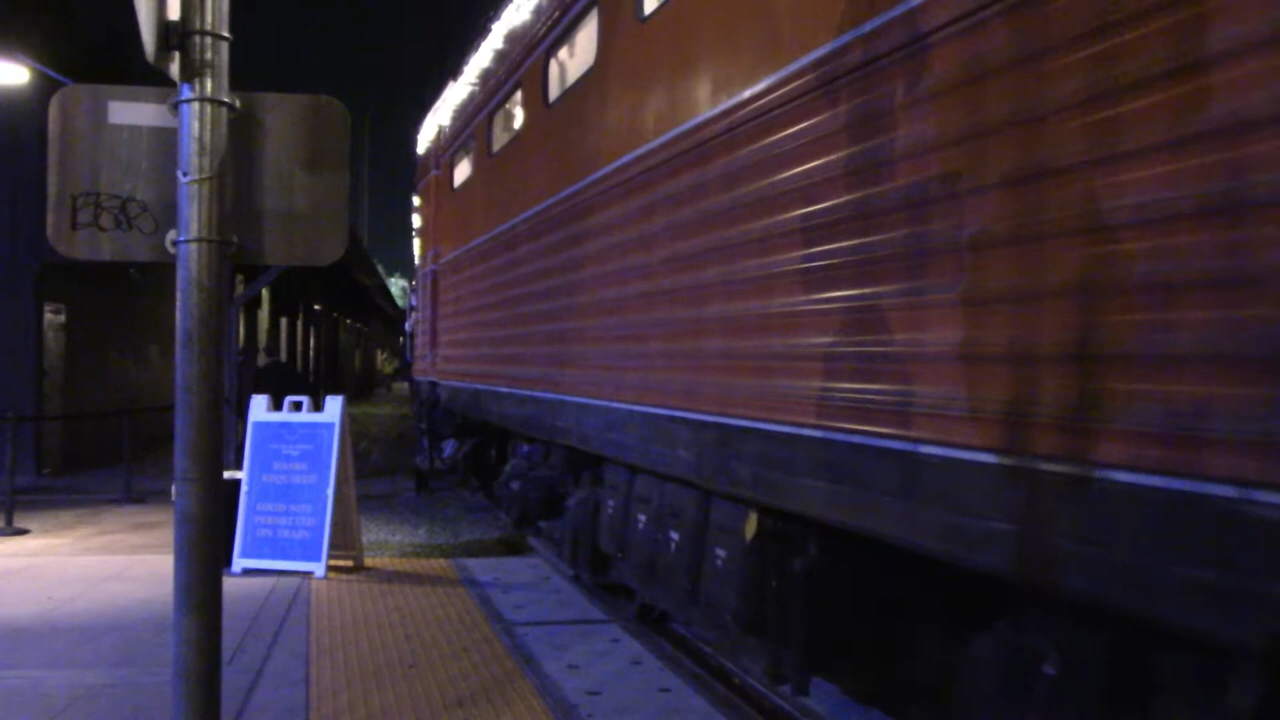 MASKS
REQUIRED
FOOD NOT
PERMITTED
ON TRAIN